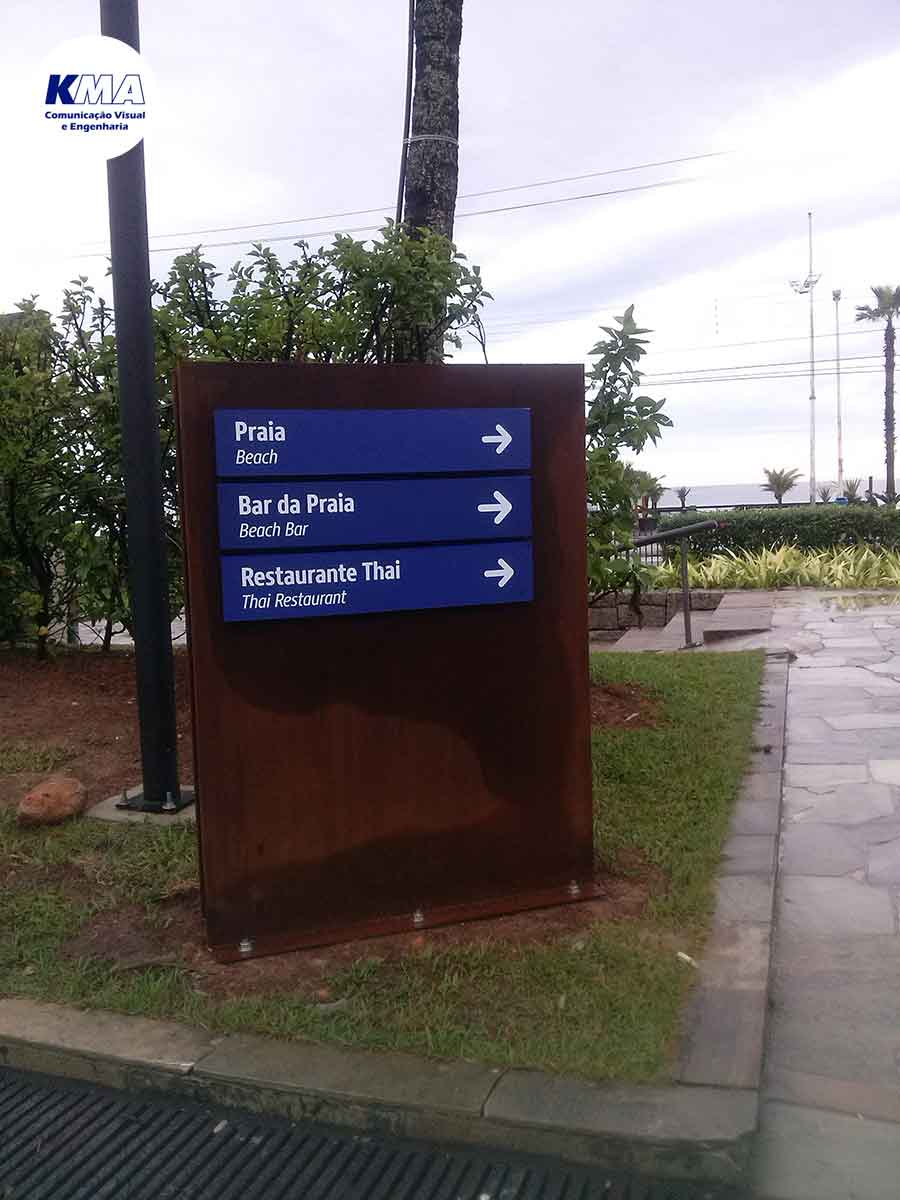 KMA
Comunicação Visual
e Engenharia
Praia
Beach
Bar da Praia
Beach Bar
Restaurante Thai
Thai Restaurant